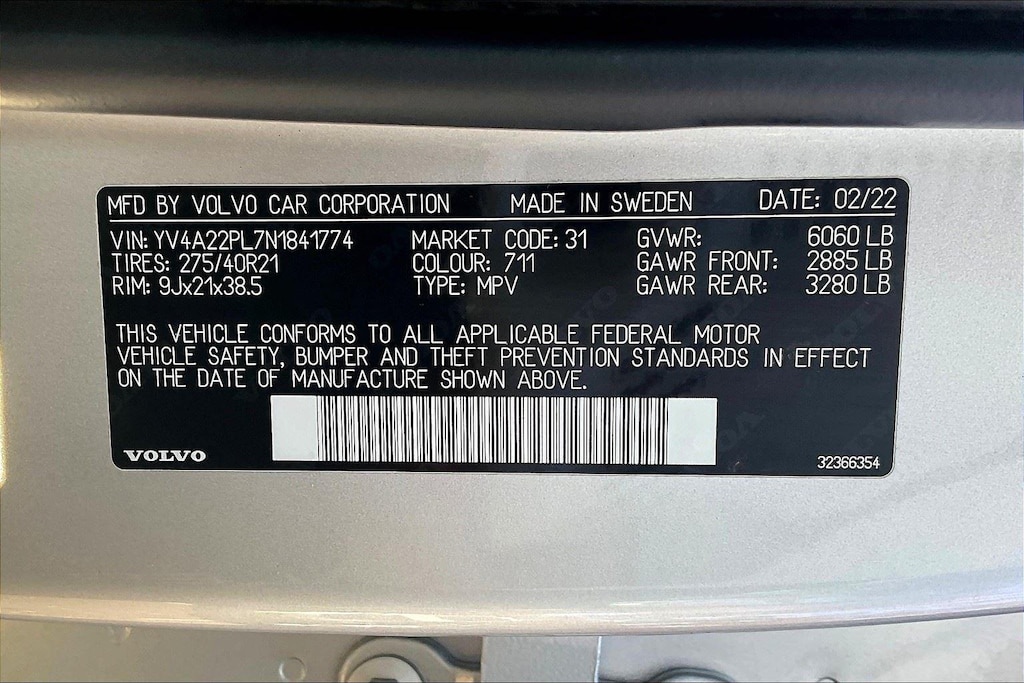 MFD BY VOLVO CAR CORPORATION MADE IN SWEDEN DATE: 02/22
VIN: YV4A22PL7N1841774 MARKET CODE: 31 GVWR: 6060 LB
TIRES: 275/40R21 COLOUR: 711 GAWR FRONT: 2885 LB
RIM: 9Jx21x38.5 TYPE: MPV GAWR REAR: 3280 LB
THIS VEHICLE CONFORMS TO ALL APPLICABLE FEDERAL MOTOR
VEHICLE SAFETY, BUMPER AND THEFT PREVENTION STANDARDS IN EFFECT
ON THE DATE OF MANUFACTURE SHOWN ABOVE.
VOLVO 32366354